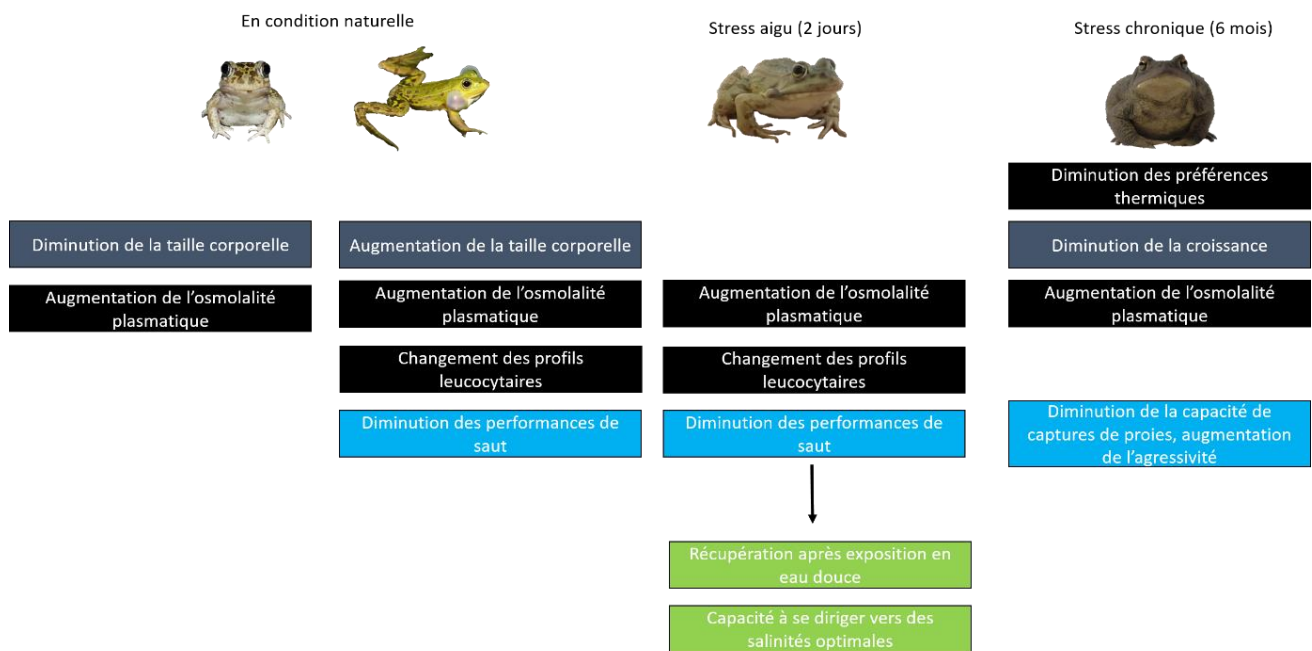 En condition naturelle
Stress aigu (2 jours)
Stress chronique (6 mois)
Diminution des préférences
thermiques
Diminution de la taille corporelle
Augmentation de la taille corporelle
Diminution de la croissance
Augmentation de l'osmolalité
plasmatique
Augmentation de l'osmolalité
plasmatique
Augmentation de l'osmolalité
plasmatique
Augmentation de l'osmolalité
plasmatique
Changement des profils
leucocytaires
Changement des profils
leucocytaires
Diminution des performances de
saut
Diminution des performances de
saut
Diminution de la capacité de
captures de proies, augmentation
de l'agressivité
Récupération après exposition en
eau douce
Capacité à se diriger vers des
salinités optimales